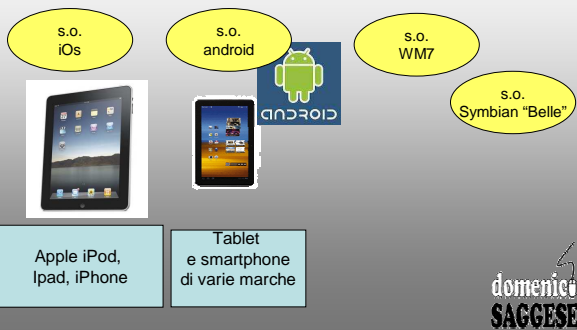 s.o.
iOs
s.o.
android
s.o.
WM7
s.o.
Symbian “Belle”
ANDROID
Apple iPod,
Ipad, iPhone
Tablet
e smartphone
di varie marche
domenico
SAGGESE